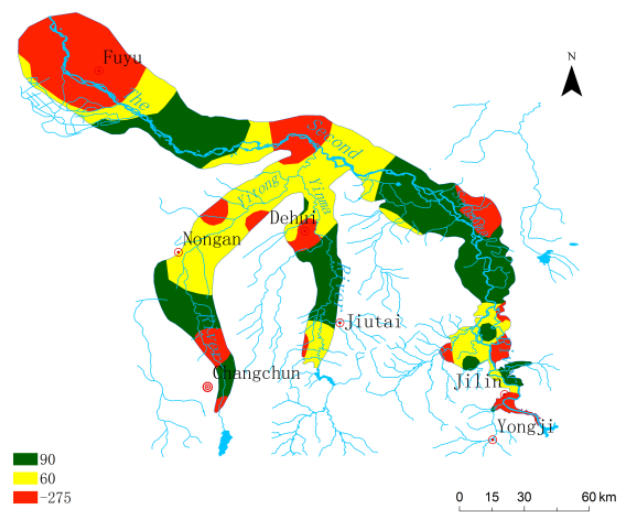 Fuyu
N
The
Second
Yitong
Yinma
Dehui
Nongan
River
Jiutai
Changchun
Jilin
Yongji
90
60
-275
0 15 30 60 km